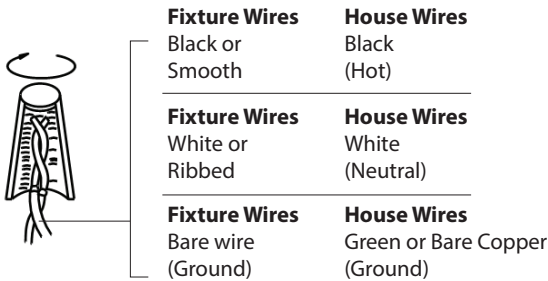 Fixture Wires House Wires
Black or Black
Smooth (Hot)
Fixture Wires House Wires
White or White
Ribbed (Neutral)
Fixture Wires House Wires
Bare wire Green or Bare Copper
(Ground) (Ground)